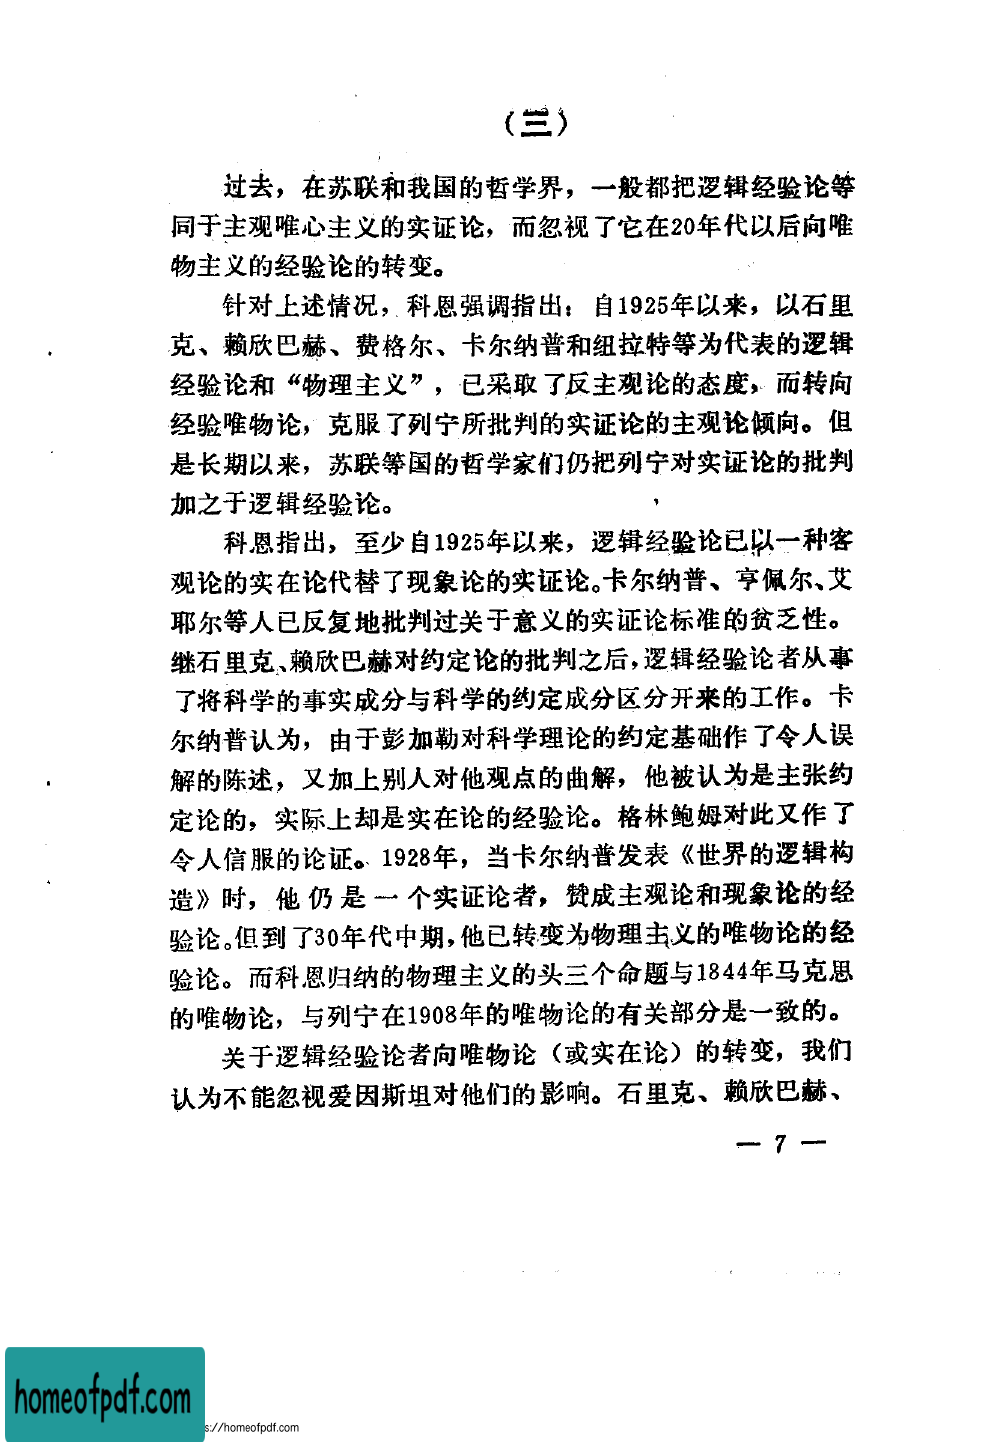 （三）
过去，在苏联和我国的哲学界，一般都把逻辑经验论等
同于主观唯心主义的实证论，而忽视了它在20年代以后向唯
物主义的经验论的转变。
针对上述情况，科恩强调指出：自1925年以来，以石里
克、赖欣巴赫、费格尔、卡尔纳普和纽拉特等为代表的逻辑
经验论和“物理主义”，已采取了反主观论的态度，而转向
经验唯物论，克服了列宁所批判的实证论的主观论倾向。但
是长期以来，苏联等国的哲学家们仍把列宁对实证论的批判
加之于逻辑经验论。
科恩指出，至少自1925年以来，逻辑经验论已以一种客
观论的实在论代替了现象论的实证论。卡尔纳普、亨佩尔、艾
耶尔等人已反复地批判过关于意义的实证论标准的贫乏性。
继石里克、赖欣巴赫对约定论的批判之后，逻辑经验论者从事
了将科学的事实成分与科学的约定成分区分开来的工作。卡
尔纳普认为，由于彭加勒对科学理论的约定基础作了令人误
解的陈述，又加上别人对他观点的曲解，他被认为是主张约
定论的，实际上却是实在论的经验论。格林鲍姆对此又作了
令人信服的论证。1928年，当卡尔纳普发表《世界的逻辑构
造》时，他仍是一个实证论者，赞成主观论和现象论的经
验论。但到了30年代中期，他已转变为物理主义的唯物论的经
验论。而科恩归纳的物理主义的头三个命题与1844年马克思
的唯物论，与列宁在1908年的唯物论的有关部分是一致的。
关于逻辑经验论者向唯物论（或实在论）的转变，我们
认为不能忽视爱因斯坦对他们的影响。石里克、赖欣巴赫、
— 7 —
homeofpdf.com
s://homeofpdf.com